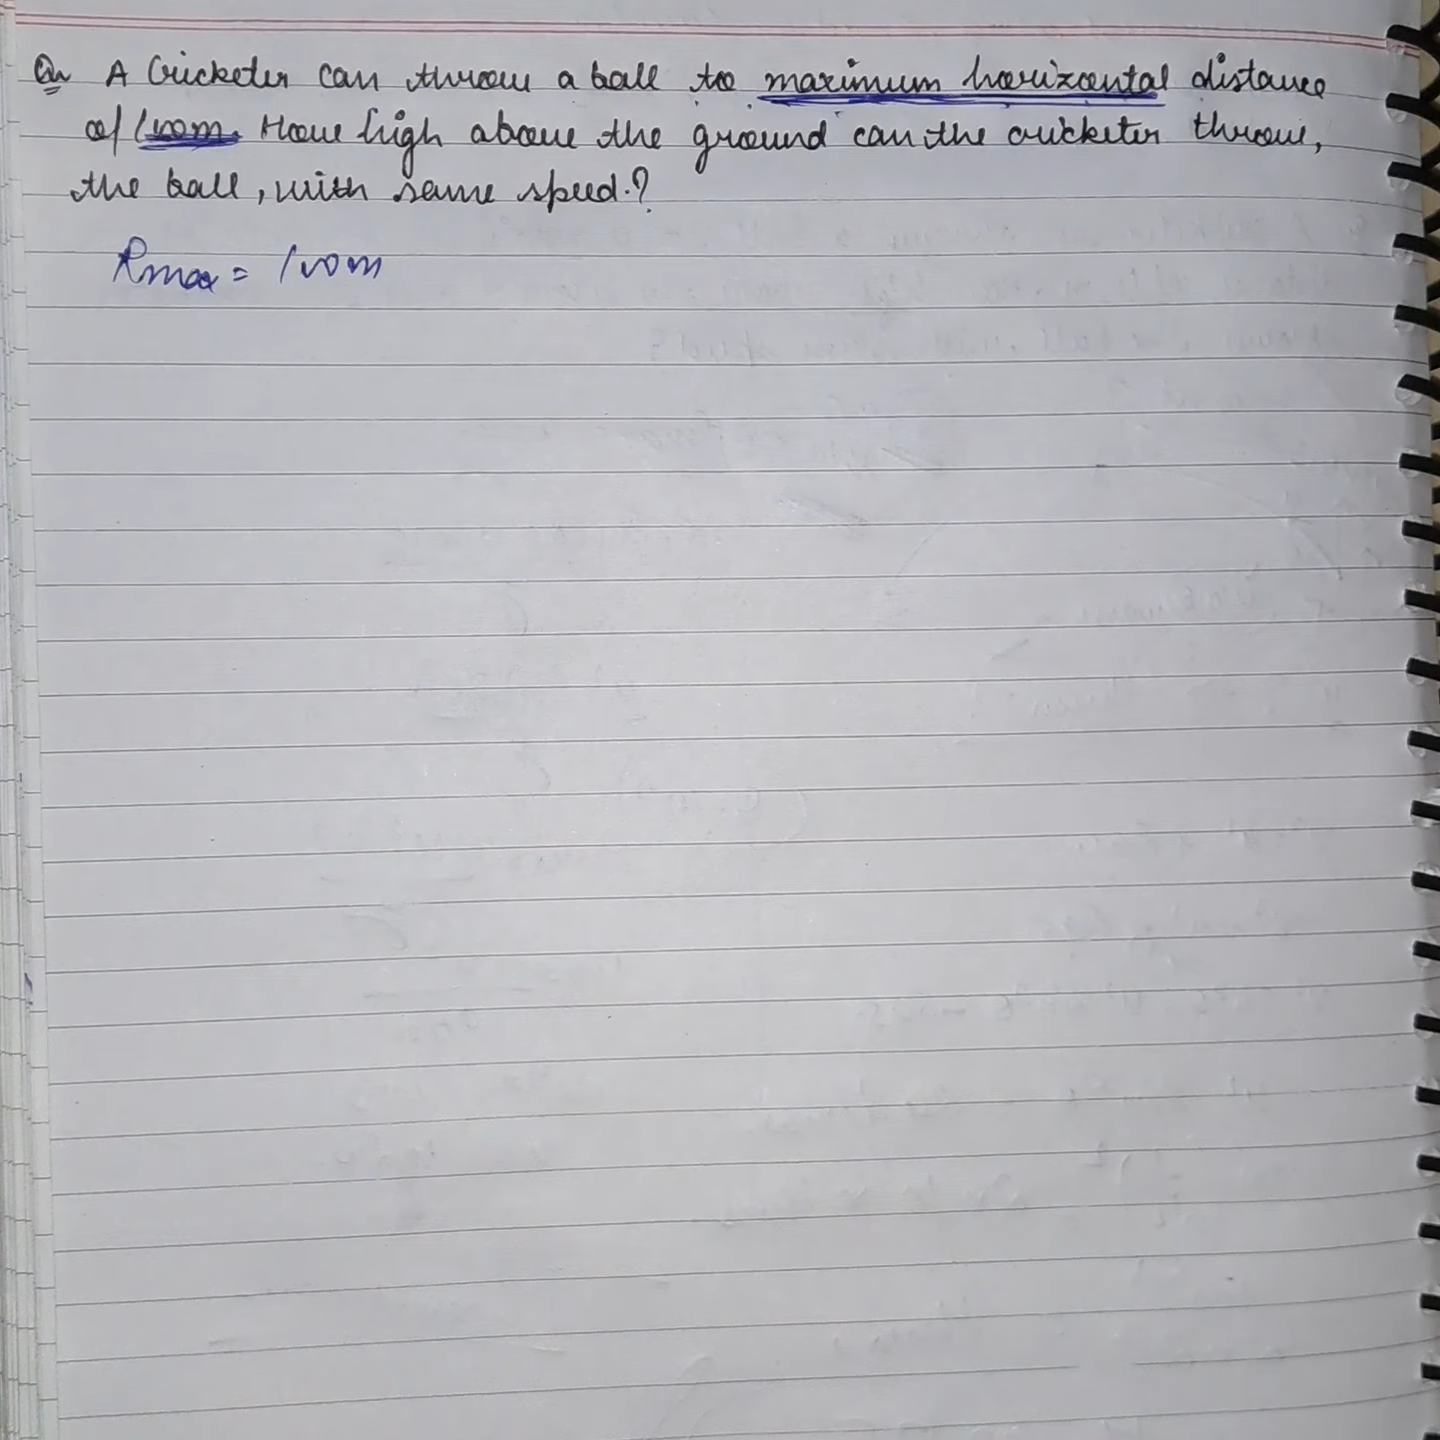 Qn A Cricketer can throw a ball to maximum horizontal distance
of 100m. How high above the ground can the cricketer throw,
the ball, with same speed.?
Rmax = 100m